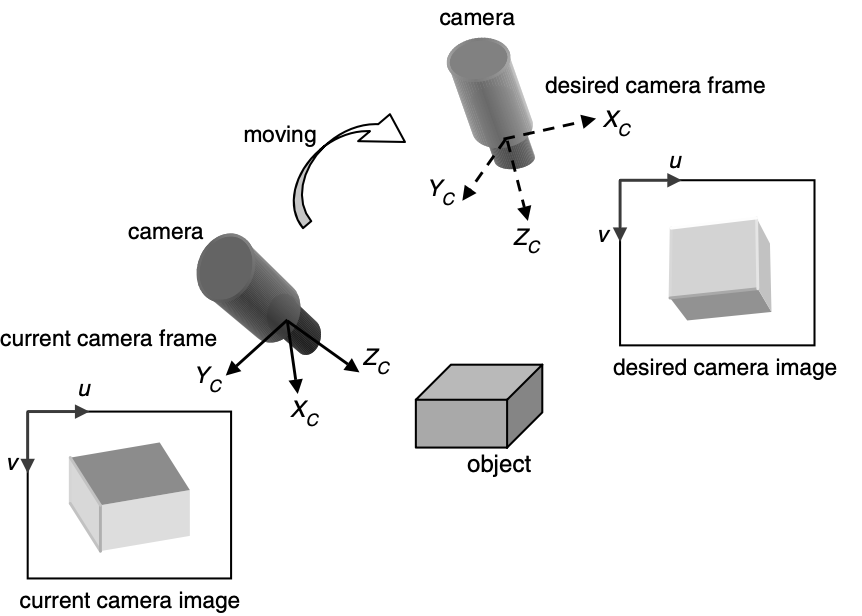 camera
desired camera frame
moving
X_C
Y_C
Z_C
u
v
camera
current camera frame
Z_C
Y_C
X_C
desired camera image
u
v
object
current camera image